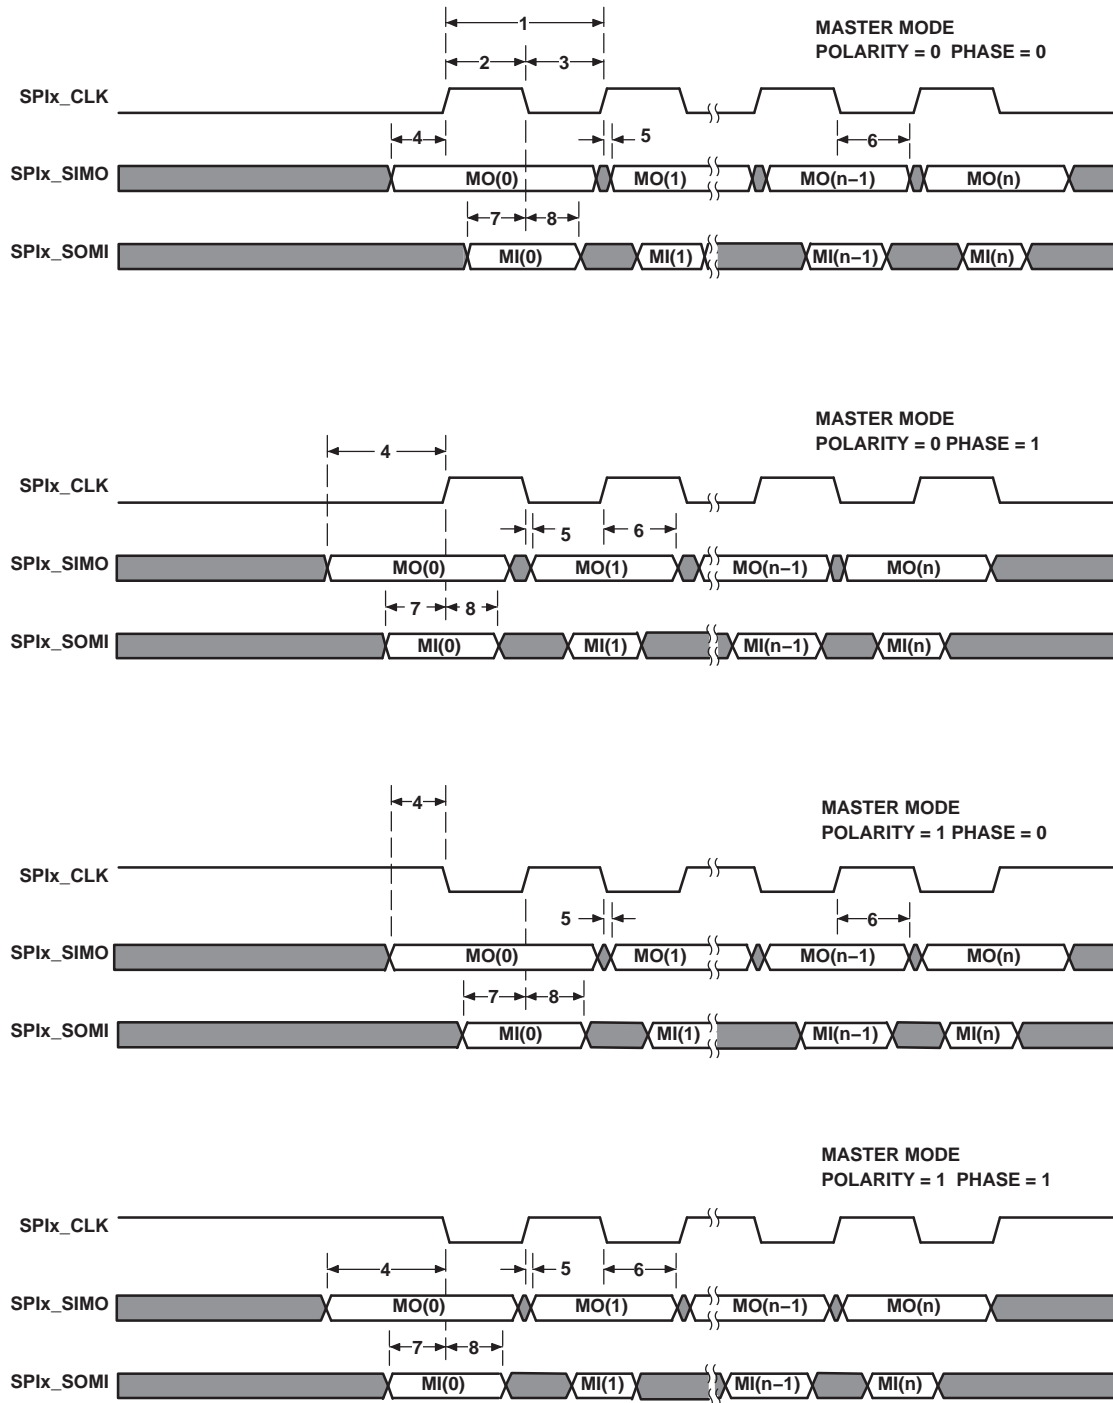 1
MASTER MODE
POLARITY = 0 PHASE = 0
2
3
SPIx_CLK
4
5
6
SPIx_SIMO
MO(0)
MO(1)
MO(n−1)
MO(n)
7
8
SPIx_SOMI
MI(0)
MI(1)
MI(n−1)
MI(n)
MASTER MODE
POLARITY = 0 PHASE = 1
4
SPIx_CLK
5
6
SPIx_SIMO
MO(0)
MO(1)
MO(n−1)
MO(n)
7
8
SPIx_SOMI
MI(0)
MI(1)
MI(n−1)
MI(n)
4
MASTER MODE
POLARITY = 1 PHASE = 0
SPIx_CLK
5
6
SPIx_SIMO
MO(0)
MO(1)
MO(n−1)
MO(n)
7
8
SPIx_SOMI
MI(0)
MI(1)
MI(n−1)
MI(n)
MASTER MODE
POLARITY = 1 PHASE = 1
SPIx_CLK
4
5
6
SPIx_SIMO
MO(0)
MO(1)
MO(n−1)
MO(n)
7
8
SPIx_SOMI
MI(0)
MI(1)
MI(n−1)
MI(n)